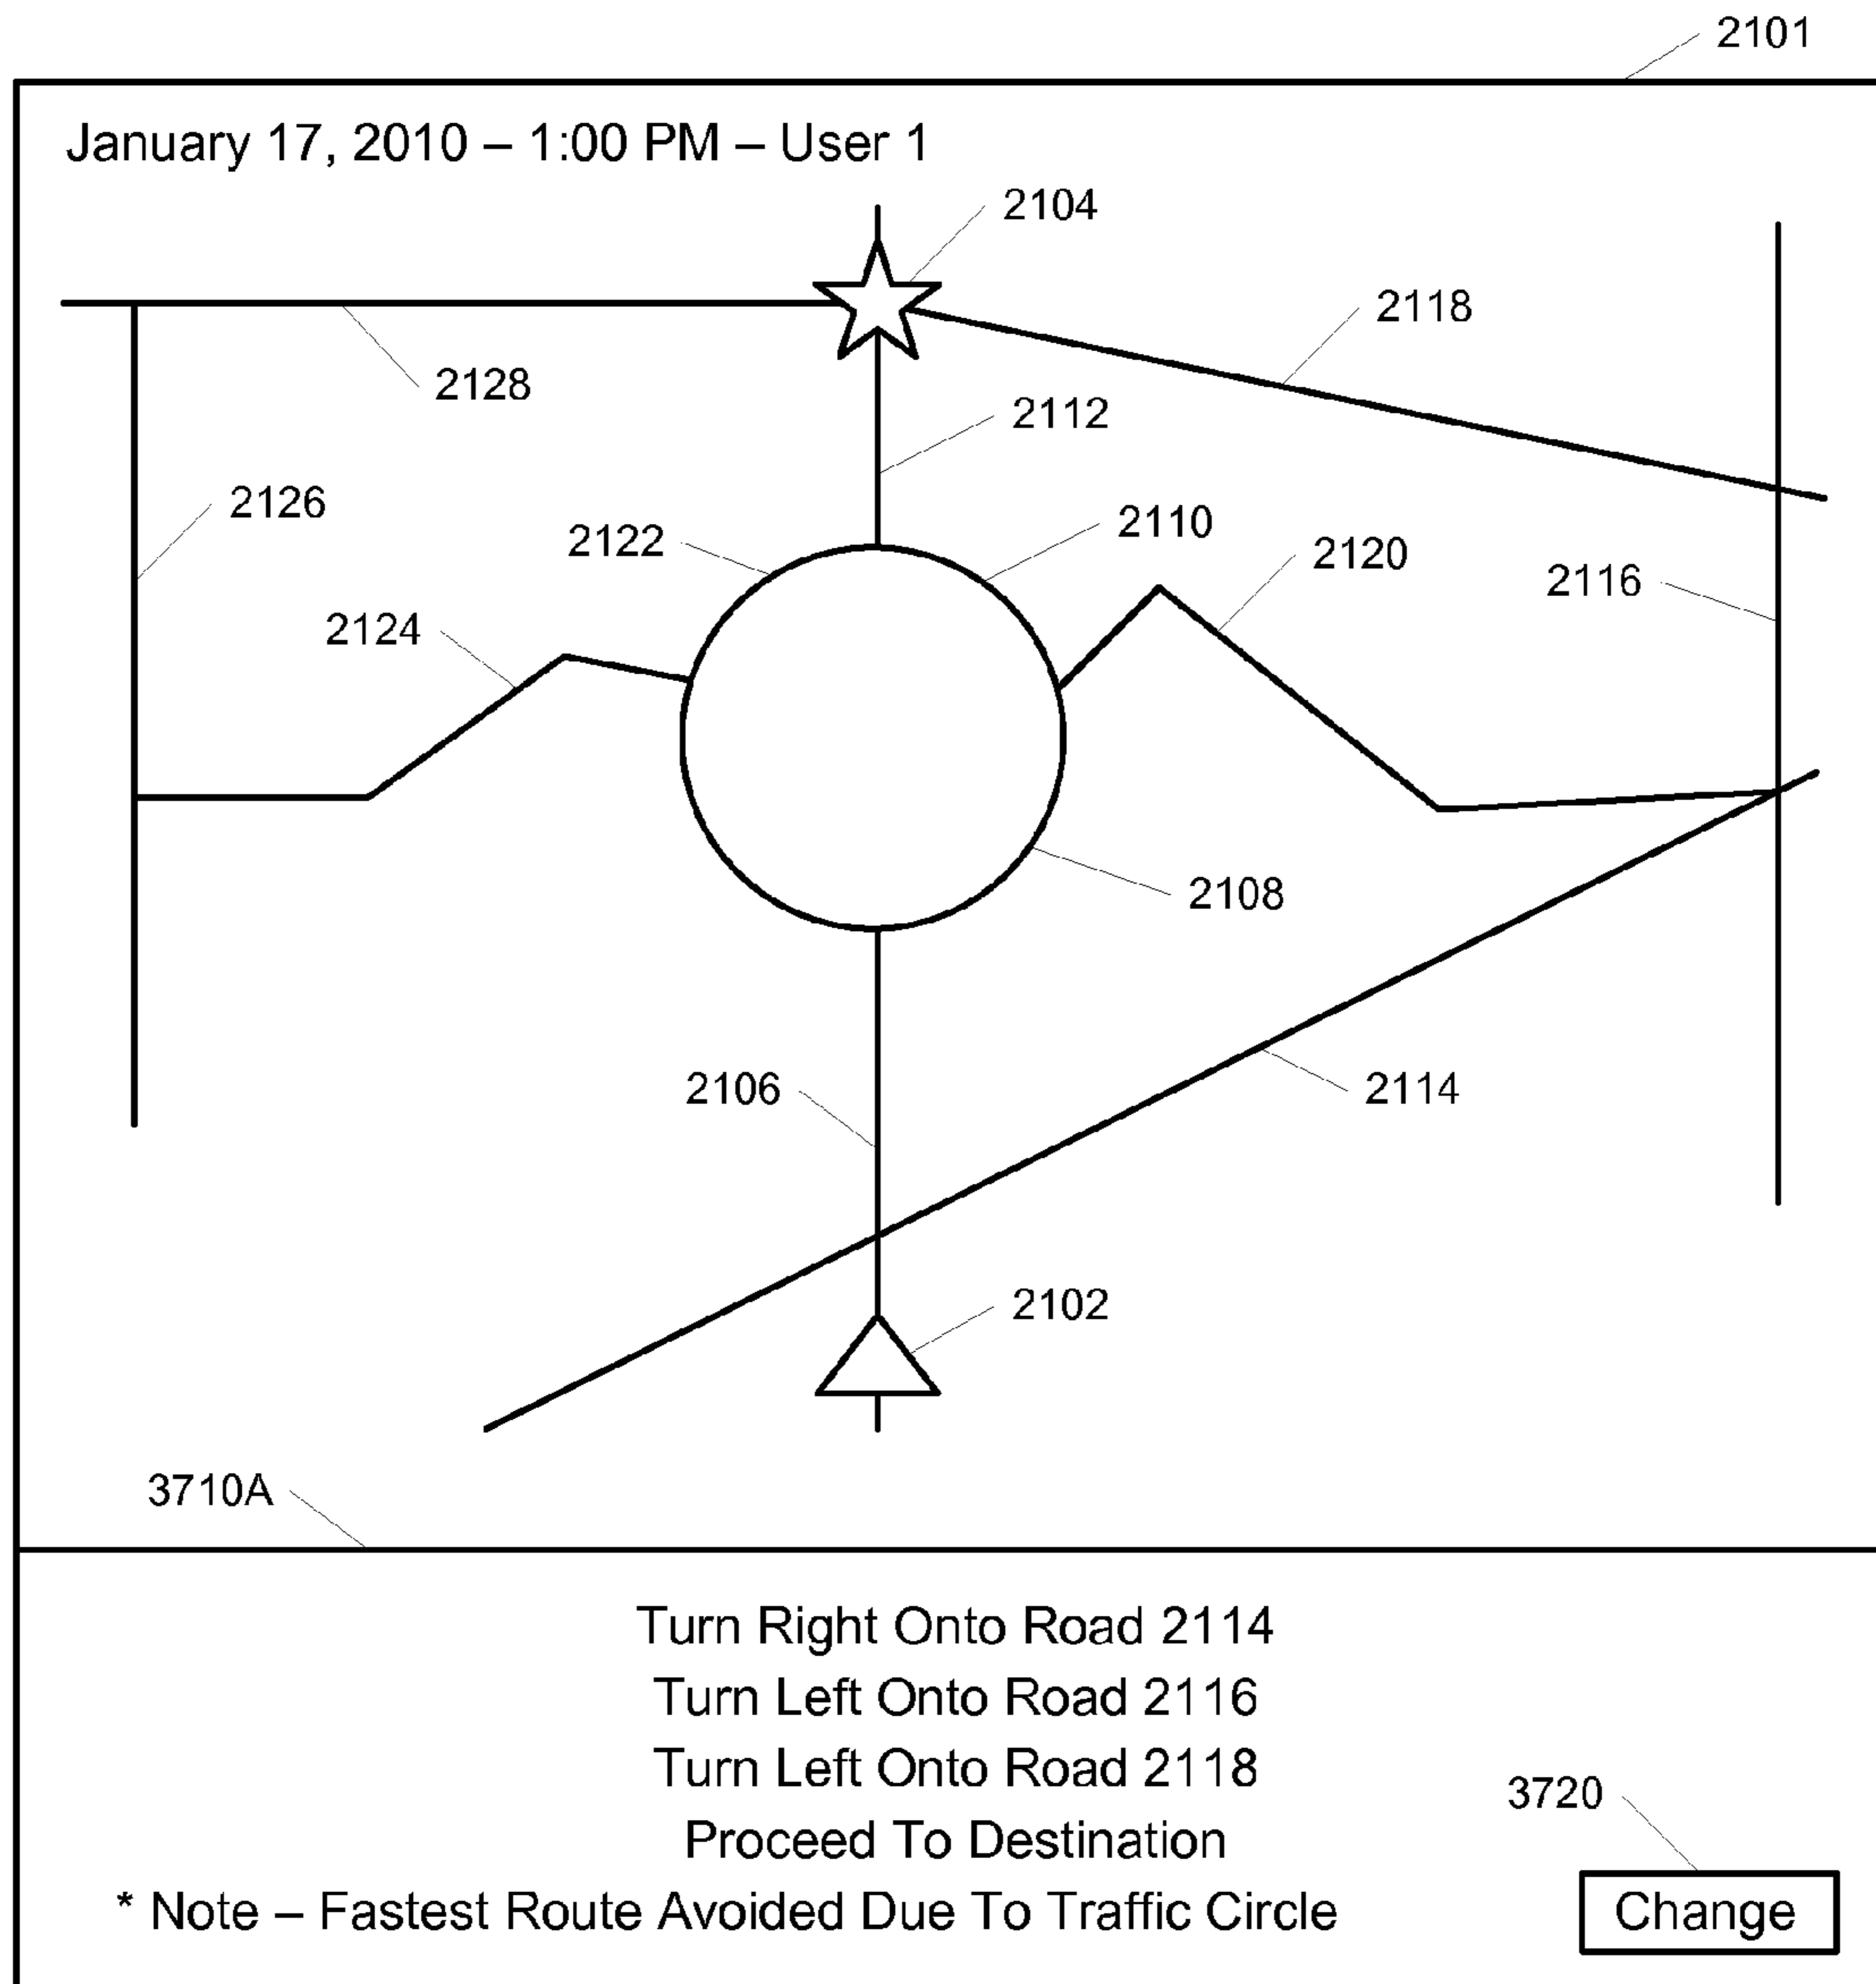 2101
January 17, 2010 – 1:00 PM – User 1
2104
2118
2128
2112
2126
2110
2122
2120
2116
2124
2108
2106
2114
2102
3710A
Turn Right Onto Road 2114
Turn Left Onto Road 2116
Turn Left Onto Road 2118
3720
Proceed To Destination
* Note – Fastest Route Avoided Due To Traffic Circle
Change